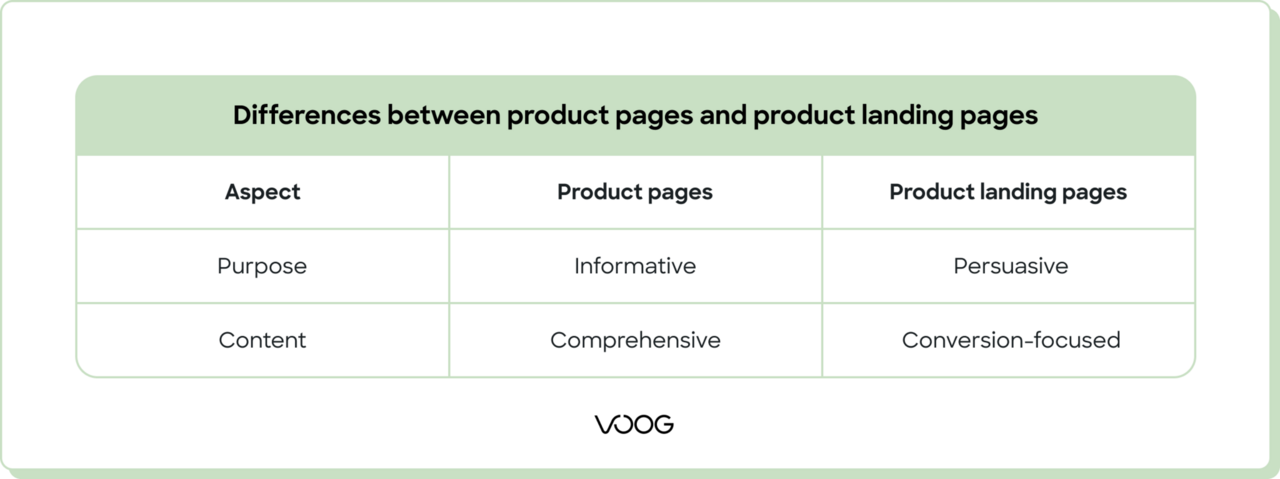 Differences between product pages and product landing pages
Aspect Product pages Product landing pages
Purpose Informative Persuasive
Content Comprehensive Conversion-focused
VOOG